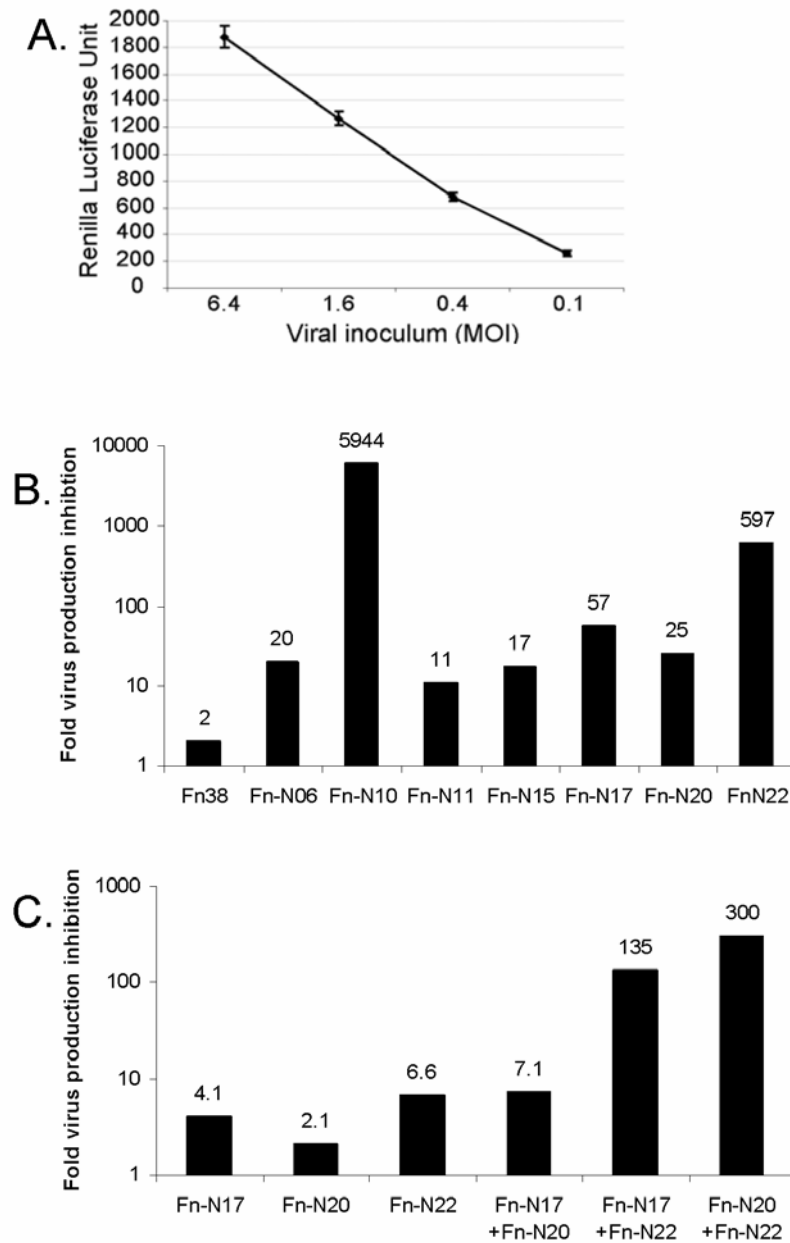 A.
Renilla Luciferase Unit
2000
1800
1600
1400
1200
1000
800
600
400
200
0
6.4 1.6 0.4 0.1
Viral inoculum (MOI)
B.
Fold virus production inhibtion
10000
1000
100
10
1
2 20 5944 11 17 57 25 597
Fn38 Fn-N06 Fn-N10 Fn-N11 Fn-N15 Fn-N17 Fn-N20 FnN22
C.
Fold virus production inhibition
1000
100
10
1
4.1 2.1 6.6 7.1 135 300
Fn-N17 Fn-N20 Fn-N22 Fn-N17 Fn-N17 Fn-N20
+Fn-N20 +Fn-N22 +Fn-N22